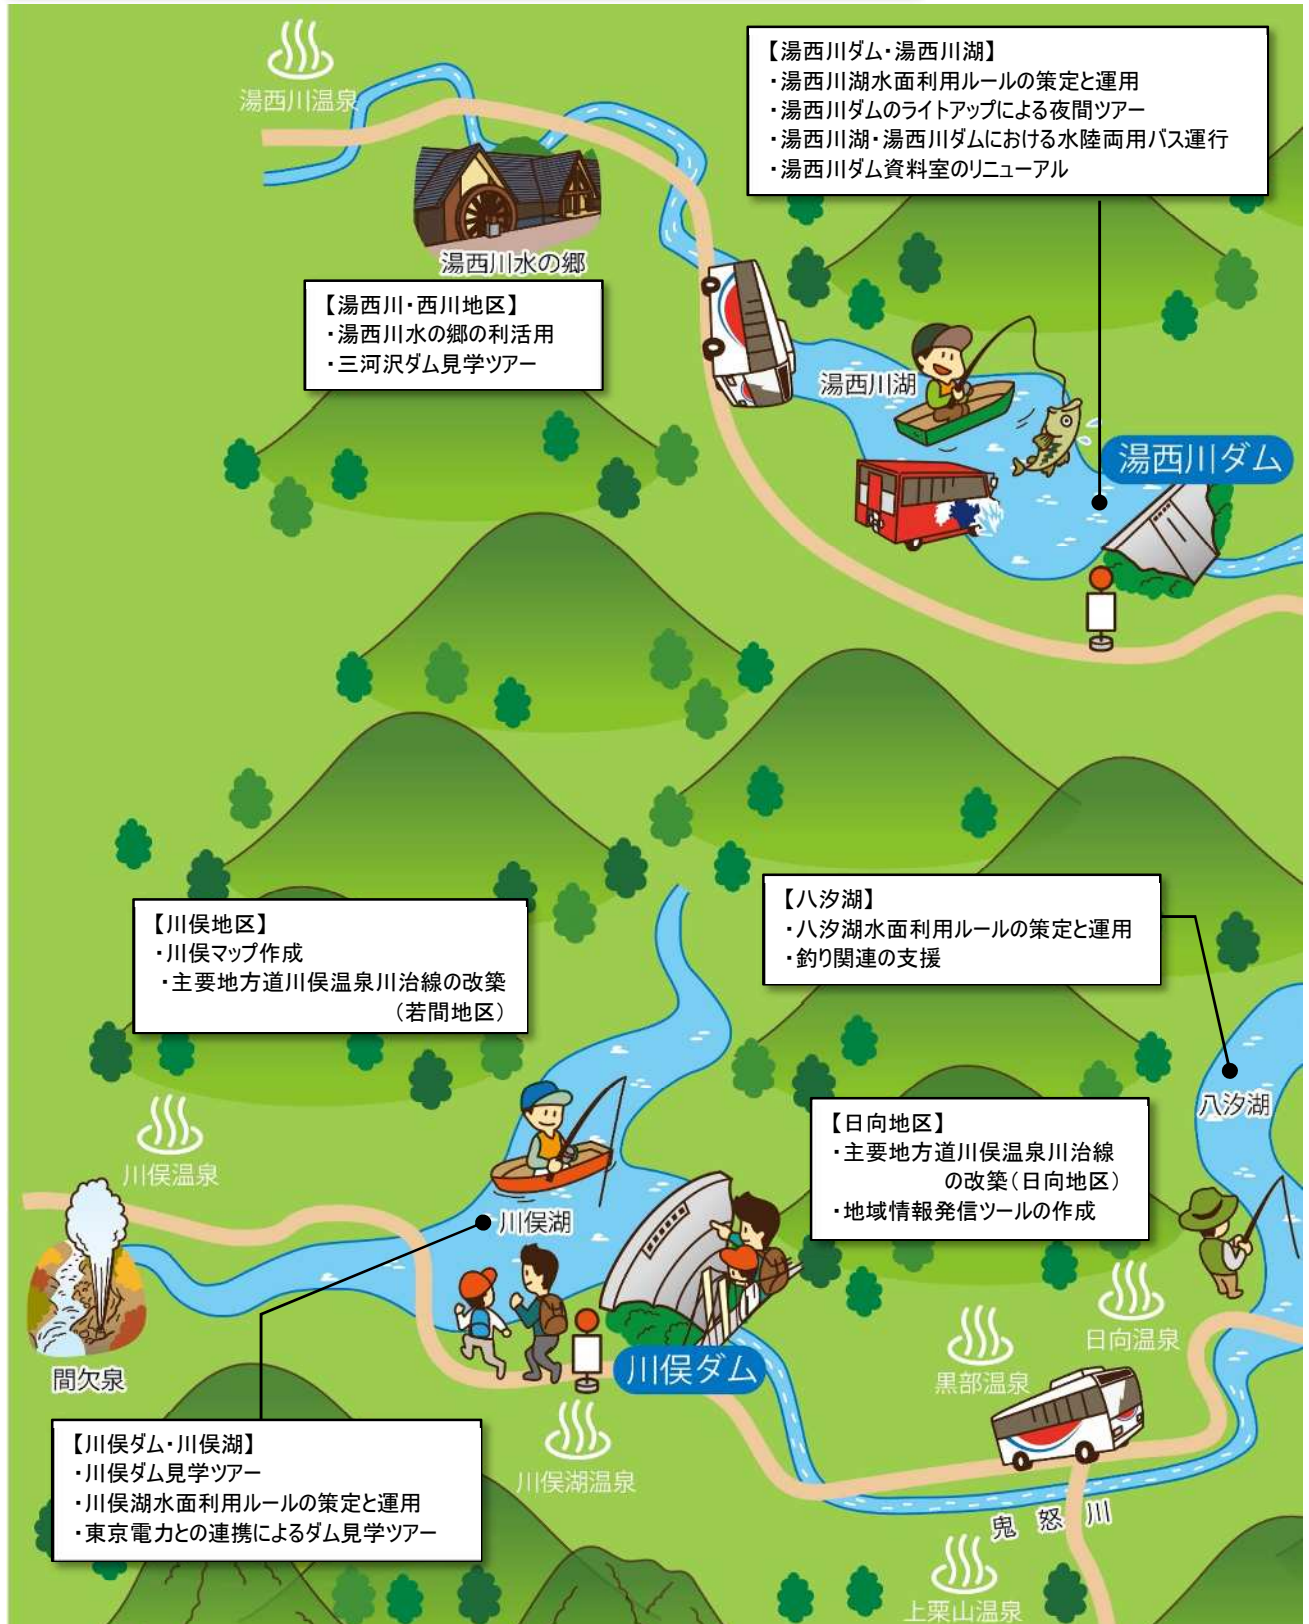 湯西川温泉
【湯西川ダム・湯西川湖】
・湯西川湖水面利用ルールの策定と運用
・湯西川ダムのライトアップによる夜間ツアー
・湯西川湖・湯西川ダムにおける水陸両用バス運行
・湯西川ダム資料室のリニューアル
湯西川水の郷
【湯西川・西川地区】
・湯西川水の郷の利活用
・三河沢ダム見学ツアー
湯西川湖
湯西川ダム
【川俣地区】
・川俣マップ作成
・主要地方道川俣温泉川治線の改築
（若間地区）
【八汐湖】
・八汐湖水面利用ルールの策定と運用
・釣り関連の支援
八汐湖
【日向地区】
・主要地方道川俣温泉川治線
の改築（日向地区）
・地域情報発信ツールの作成
川俣温泉
川俣湖
間欠泉
川俣ダム
日向温泉
黒部温泉
【川俣ダム・川俣湖】
・川俣ダム見学ツアー
・川俣湖水面利用ルールの策定と運用
・東京電力との連携によるダム見学ツアー
川俣湖温泉
鬼怒川
上栗山温泉